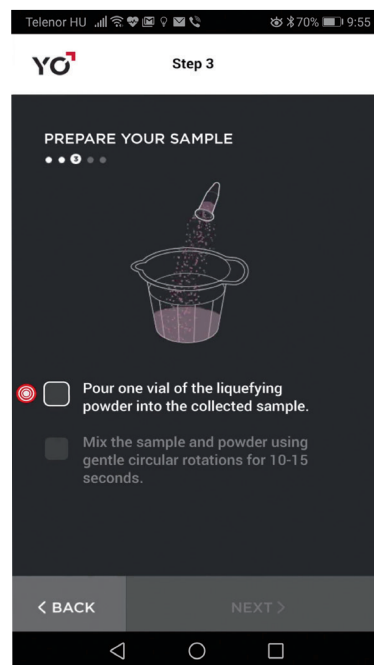 Telenor HU 70% 9:55
YO Step 3
PREPARE YOUR SAMPLE
3
Pour one vial of the liquefying
powder into the collected sample.
Mix the sample and powder using
gentle circular rotations for 10-15
seconds.
< BACK NEXT >